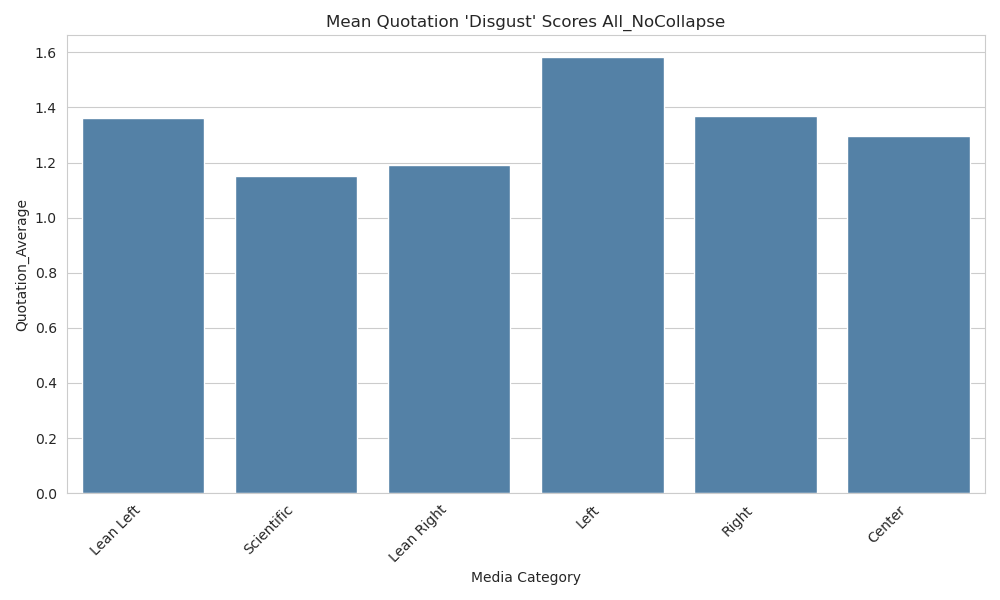 Mean Quotation 'Disgust' Scores All_NoCollapse
Quotation_Average
1.6
1.4
1.2
1.0
0.8
0.6
0.4
0.2
0.0
Lean Left
Scientific
Lean Right
Left
Right
Center
Media Category